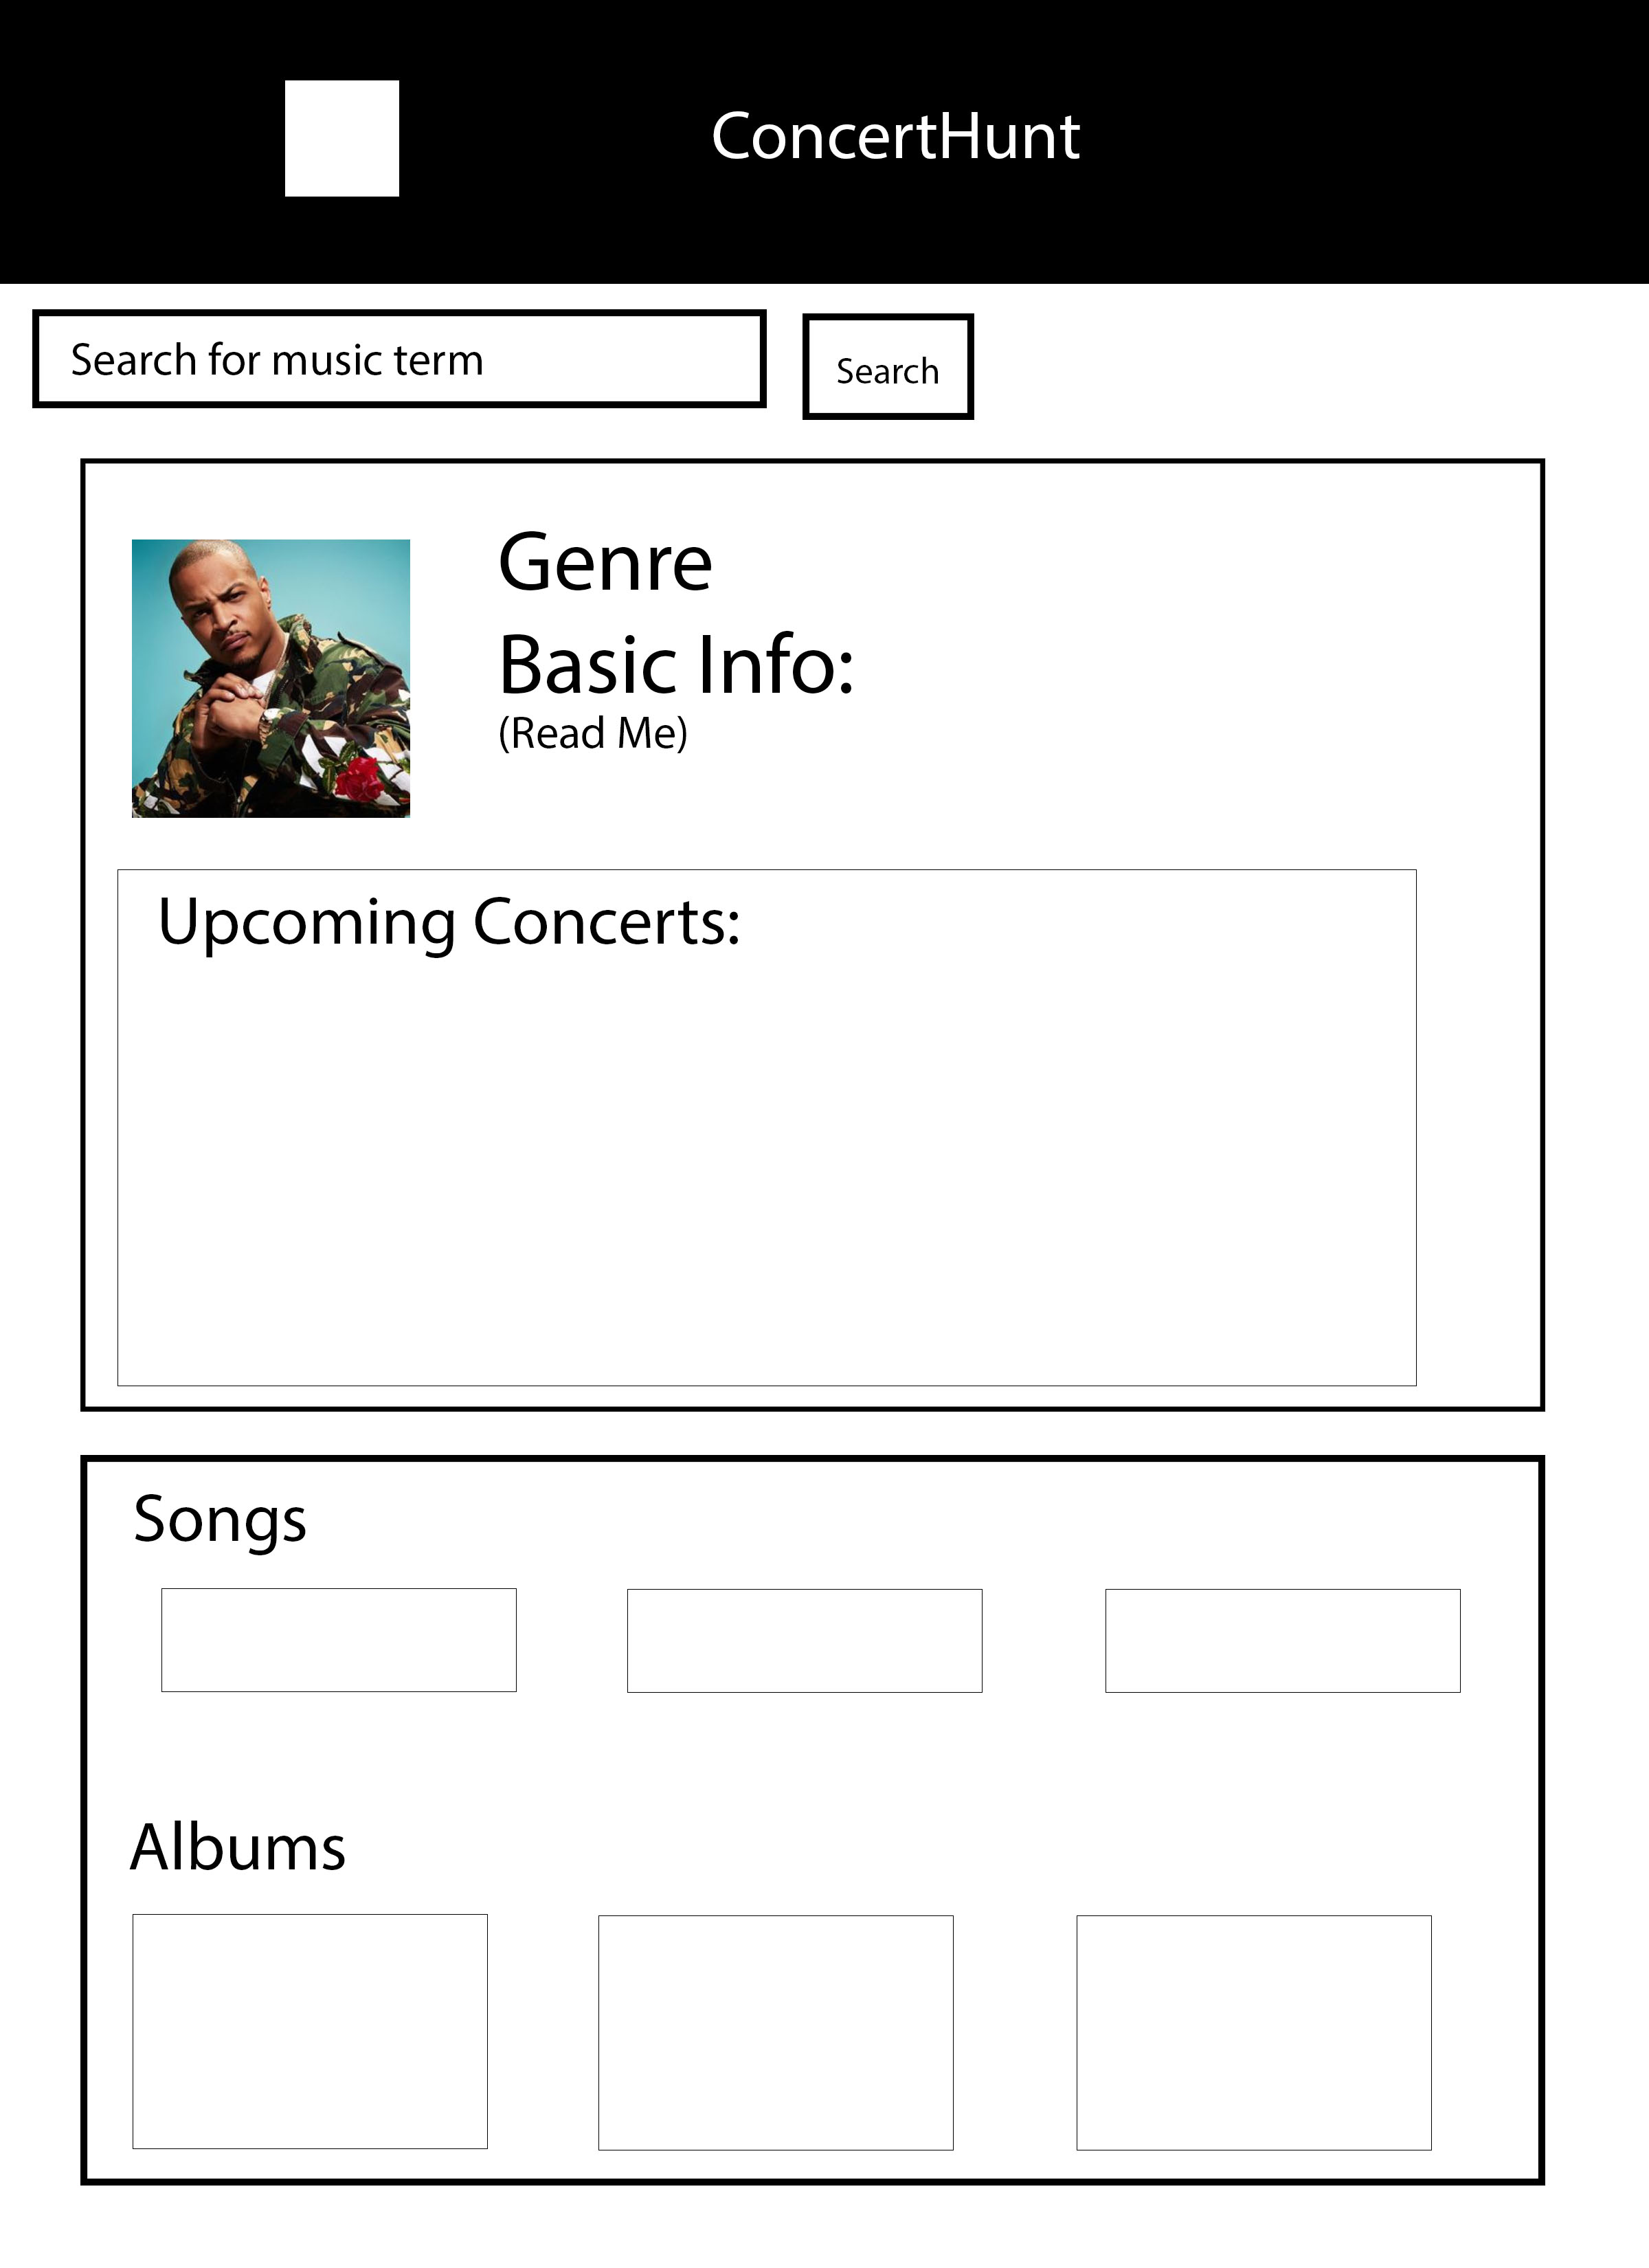 ConcertHunt
Search for music term
Search
Genre
Basic Info:
(Read Me)
Upcoming Concerts:
Songs
Albums